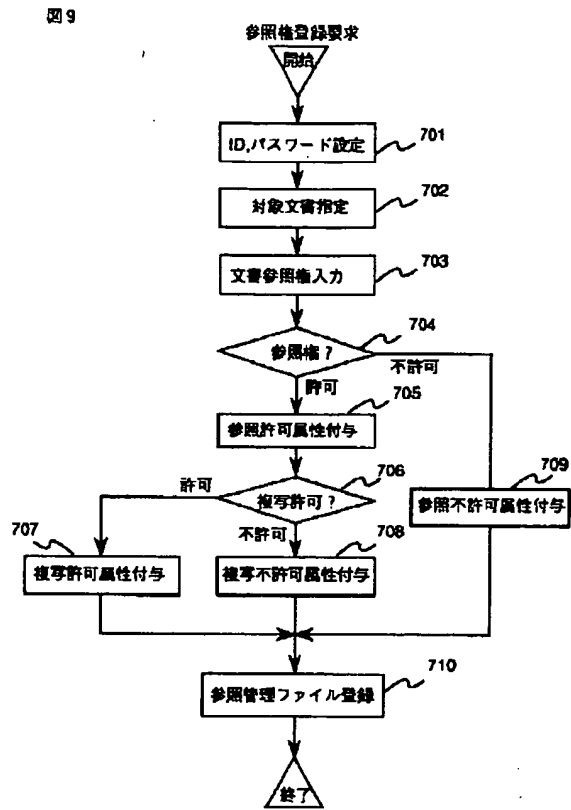 図9
参照権登録要求
開始
ID,パスワード設定
701
対象文書指定
702
文書参照権入力
703
704
参照権?
不許可
許可
705
参照許可属性付与
706
許可
複写許可?
709
参照不許可属性付与
707
不許可
708
複写許可属性付与
複写不許可属性付与
710
参照管理ファイル登録
終了